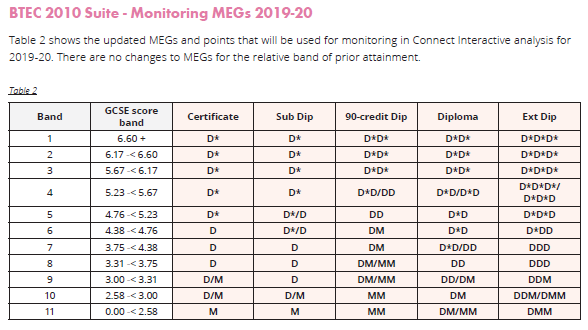 BTEC 2010 Suite - Monitoring MEGs 2019-20
Table 2 shows the updated MEGs and points that will be used for monitoring in Connect Interactive analysis for
2019-20. There are no changes to MEGs for the relative band of prior attainment.
Table 2
Band GCSE score band Certificate Sub Dip 90-credit Dip Diploma Ext Dip
1 6.60 + D* D* D*D* D*D* D*D*D*
2 6.17 -< 6.60 D* D* D*D* D*D* D*D*D*
3 5.67 -< 6.17 D* D* D*D* D*D* D*D*D*
4 5.23 -< 5.67 D* D* D*D/DD D*D/D*D D*D*D*/ D*D*D
5 4.76 -< 5.23 D* D*/D DD D*D D*D*D
6 4.38 -< 4.76 D D*/D DM D*D D*DD
7 3.75 -< 4.38 D D DM D*D/DD DDD
8 3.31 -< 3.75 D D DM/MM DD DDD
9 3.00 -< 3.31 D/M D DM/MM DD/DM DDM
10 2.58 -< 3.00 D/M D/M MM DM DDM/DMM
11 0.00 -< 2.58 M M MM DM/MM DMM